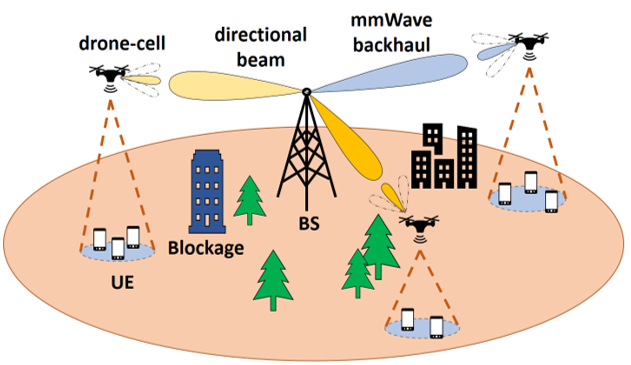 mmWave
backhaul
directional
beam
drone-cell
Blockage
BS
UE